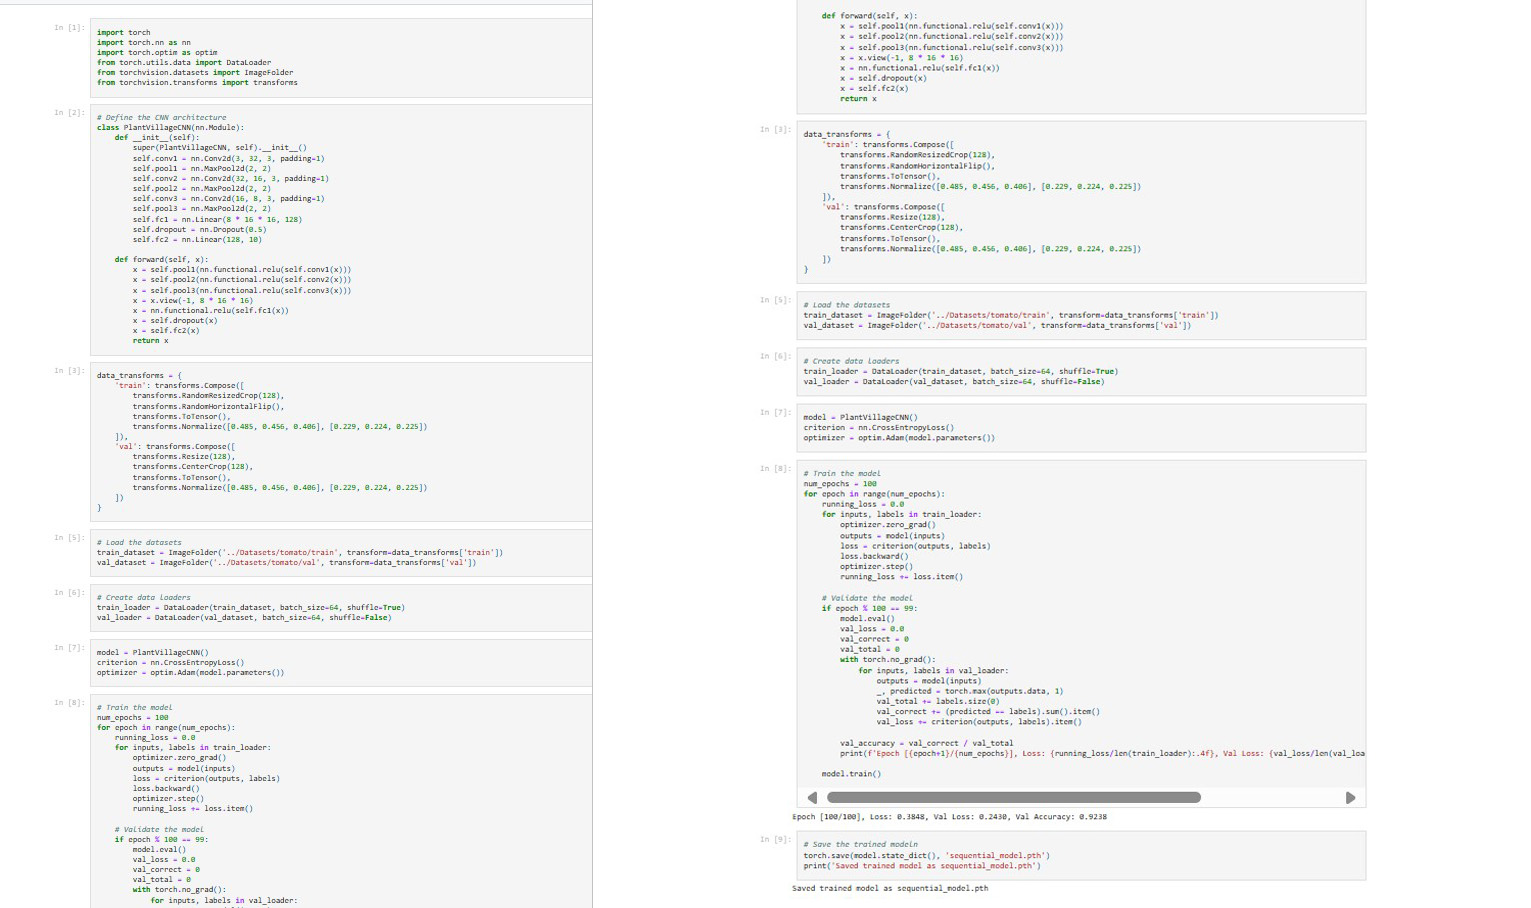 In [1]:
import torch
import torch.nn as nn
import torch.optim as optim
from torch.utils.data import DataLoader
from torchvision.datasets import ImageFolder
from torchvision.transforms import transforms
In [2]:
# Define the CNN architecture
class PlantVillageCNN(nn.Module):
    def __init__(self):
        super(PlantVillageCNN, self).__init__()
        self.conv1 = nn.Conv2d(3, 32, 3, padding=1)
        self.pool1 = nn.MaxPool2d(2, 2)
        self.conv2 = nn.Conv2d(32, 16, 3, padding=1)
        self.pool2 = nn.MaxPool2d(2, 2)
        self.conv3 = nn.Conv2d(16, 8, 3, padding=1)
        self.pool3 = nn.MaxPool2d(2, 2)
        self.fc1 = nn.Linear(8 * 16 * 16, 128)
        self.dropout = nn.Dropout(0.5)
        self.fc2 = nn.Linear(128, 10)
    def forward(self, x):
        x = self.pool1(nn.functional.relu(self.conv1(x)))
        x = self.pool2(nn.functional.relu(self.conv2(x)))
        x = self.pool3(nn.functional.relu(self.conv3(x)))
        x = x.view(-1, 8 * 16 * 16)
        x = nn.functional.relu(self.fc1(x))
        x = self.dropout(x)
        x = self.fc2(x)
        return x
In [3]:
data_transforms = {
    'train': transforms.Compose([
        transforms.RandomResizedCrop(128),
        transforms.RandomHorizontalFlip(),
        transforms.ToTensor(),
        transforms.Normalize([0.485, 0.456, 0.406], [0.229, 0.224, 0.225])
    ]),
    'val': transforms.Compose([
        transforms.Resize(128),
        transforms.CenterCrop(128),
        transforms.ToTensor(),
        transforms.Normalize([0.485, 0.456, 0.406], [0.229, 0.224, 0.225])
    ])
}
In [5]:
# Load the datasets
train_dataset = ImageFolder('../Datasets/tomato/train', transform=data_transforms['train'])
val_dataset = ImageFolder('../Datasets/tomato/val', transform=data_transforms['val'])
In [6]:
# Create data loaders
train_loader = DataLoader(train_dataset, batch_size=64, shuffle=True)
val_loader = DataLoader(val_dataset, batch_size=64, shuffle=False)
In [7]:
model = PlantVillageCNN()
criterion = nn.CrossEntropyLoss()
optimizer = optim.Adam(model.parameters())
In [8]:
# Train the model
num_epochs = 100
for epoch in range(num_epochs):
    running_loss = 0.0
    for inputs, labels in train_loader:
        optimizer.zero_grad()
        outputs = model(inputs)
        loss = criterion(outputs, labels)
        loss.backward()
        optimizer.step()
        running_loss += loss.item()
    # Validate the model
    if epoch % 100 == 99:
        model.eval()
        val_loss = 0.0
        val_correct = 0
        val_total = 0
        with torch.no_grad():
            for inputs, labels in val_loader:
    def forward(self, x):
        x = self.pool1(nn.functional.relu(self.conv1(x)))
        x = self.pool2(nn.functional.relu(self.conv2(x)))
        x = self.pool3(nn.functional.relu(self.conv3(x)))
        x = x.view(-1, 8 * 16 * 16)
        x = nn.functional.relu(self.fc1(x))
        x = self.dropout(x)
        x = self.fc2(x)
        return x
In [3]:
data_transforms = {
    'train': transforms.Compose([
        transforms.RandomResizedCrop(128),
        transforms.RandomHorizontalFlip(),
        transforms.ToTensor(),
        transforms.Normalize([0.485, 0.456, 0.406], [0.229, 0.224, 0.225])
    ]),
    'val': transforms.Compose([
        transforms.Resize(128),
        transforms.CenterCrop(128),
        transforms.ToTensor(),
        transforms.Normalize([0.485, 0.456, 0.406], [0.229, 0.224, 0.225])
    ])
}
In [5]:
# Load the datasets
train_dataset = ImageFolder('../Datasets/tomato/train', transform=data_transforms['train'])
val_dataset = ImageFolder('../Datasets/tomato/val', transform=data_transforms['val'])
In [6]:
# Create data loaders
train_loader = DataLoader(train_dataset, batch_size=64, shuffle=True)
val_loader = DataLoader(val_dataset, batch_size=64, shuffle=False)
In [7]:
model = PlantVillageCNN()
criterion = nn.CrossEntropyLoss()
optimizer = optim.Adam(model.parameters())
In [8]:
# Train the model
num_epochs = 100
for epoch in range(num_epochs):
    running_loss = 0.0
    for inputs, labels in train_loader:
        optimizer.zero_grad()
        outputs = model(inputs)
        loss = criterion(outputs, labels)
        loss.backward()
        optimizer.step()
        running_loss += loss.item()
    # Validate the model
    if epoch % 100 == 99:
        model.eval()
        val_loss = 0.0
        val_correct = 0
        val_total = 0
        with torch.no_grad():
            for inputs, labels in val_loader:
                outputs = model(inputs)
                _, predicted = torch.max(outputs.data, 1)
                val_total += labels.size(0)
                val_correct += (predicted == labels).sum().item()
                val_loss += criterion(outputs, labels).item()
        val_accuracy = val_correct / val_total
        print(f'Epoch [{epoch+1}/{num_epochs}], Loss: {running_loss/len(train_loader):.4f}, Val Loss: {val_loss/len(val_loa
    model.train()
Epoch [100/100], Loss: 0.3848, Val Loss: 0.2430, Val Accuracy: 0.9238
In [9]:
# Save the trained modeln
torch.save(model.state_dict(), 'sequential_model.pth')
print('Saved trained model as sequential_model.pth')
Saved trained model as sequential_model.pth